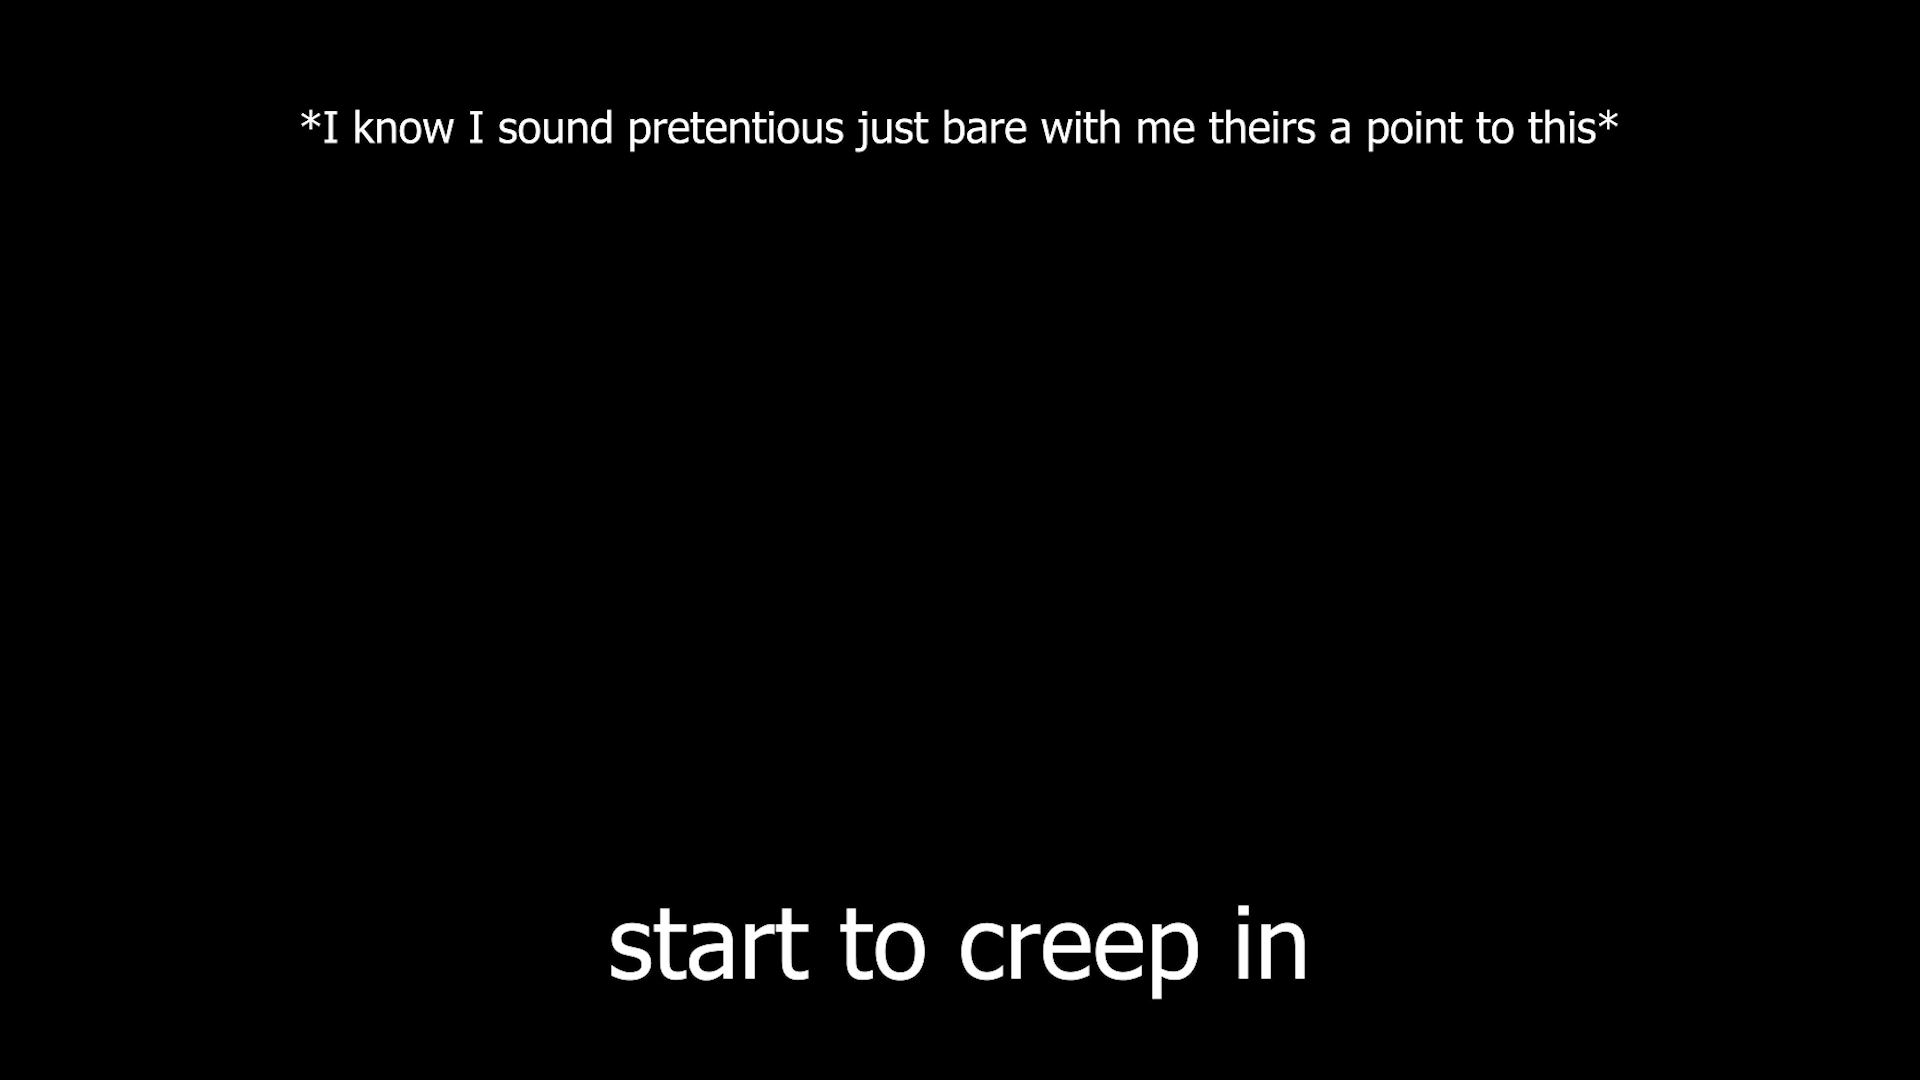 *I know I sound pretentious just bare with me theirs a point to this*
start to creep in